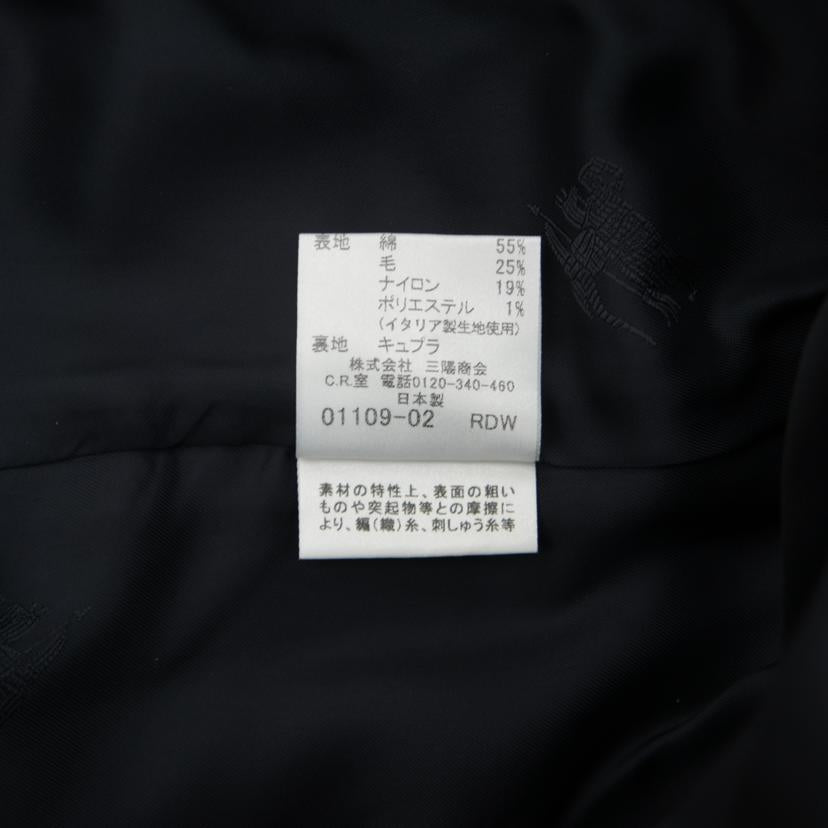 表地 綿 55%
毛 25%
ナイロン 19%
ポリエステル 1%
(イタリア製生地使用)
裏地 キュプラ
株式会社 三陽商会
C.R.室 電話0120-340-460
日本製
01109-02 RDW
素材の特性上、表面の粗い
ものや突起物等との摩擦に
より、編(織)糸、刺しゅう糸等